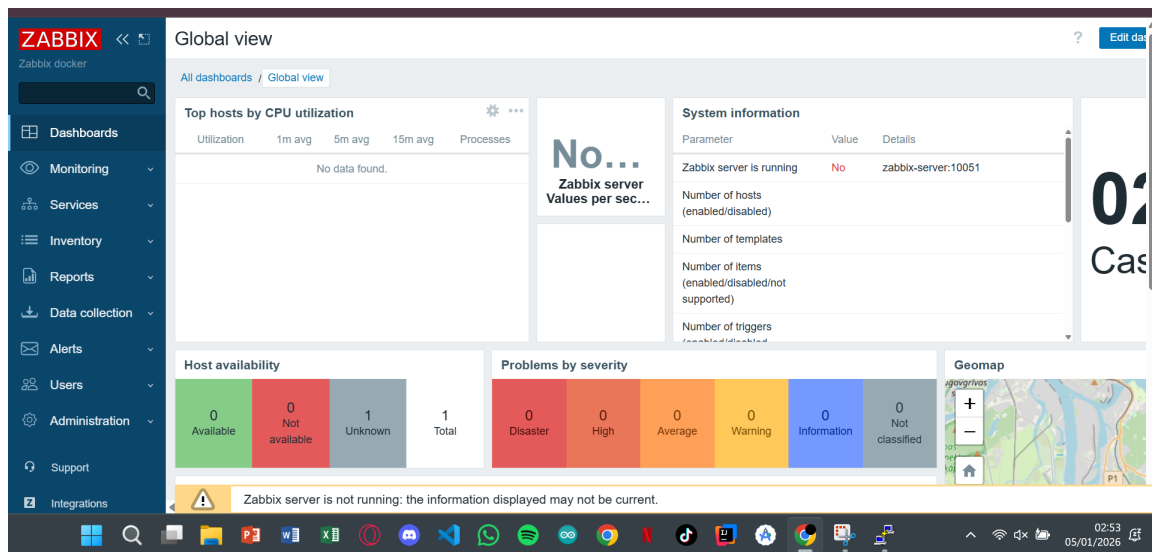 ZABBIX
Zabbix docker
Dashboards
Monitoring
Services
Inventory
Reports
Data collection
Alerts
Users
Administration
Support
Z Integrations
Global view
? Edit das
All dashboards / Global view
Top hosts by CPU utilization
Utilization 1m avg 5m avg 15m avg Processes
No data found.
No...
Zabbix server
Values per sec...
System information
Parameter Value Details
Zabbix server is running No zabbix-server:10051
Number of hosts
(enabled/disabled)
Number of templates
Number of items
(enabled/disabled/not
supported)
Number of triggers
02
Cas
Host availability
0 Available
0 Not available
1 Unknown
1 Total
Problems by severity
0 Disaster
0 High
0 Average
0 Warning
0 Information
0 Not classified
Geomap
+
−
P1
Zabbix server is not running: the information displayed may not be current.
02:53
05/01/2026